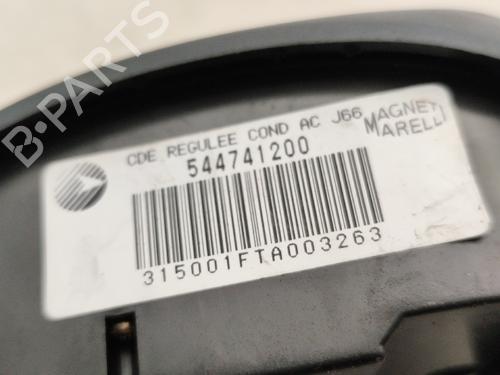 CDE REGULEE COND AC J66
MAGNETI
MARELLI
544741200
315001FTA003263
B-PARTS